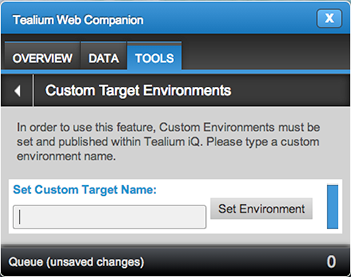 Tealium Web Companion
X
OVERVIEW DATA TOOLS
Custom Target Environments
In order to use this feature, Custom Environments must be
set and published within Tealium iQ. Please type a custom
environment name.
Set Custom Target Name:
Set Environment
Queue (unsaved changes) 0